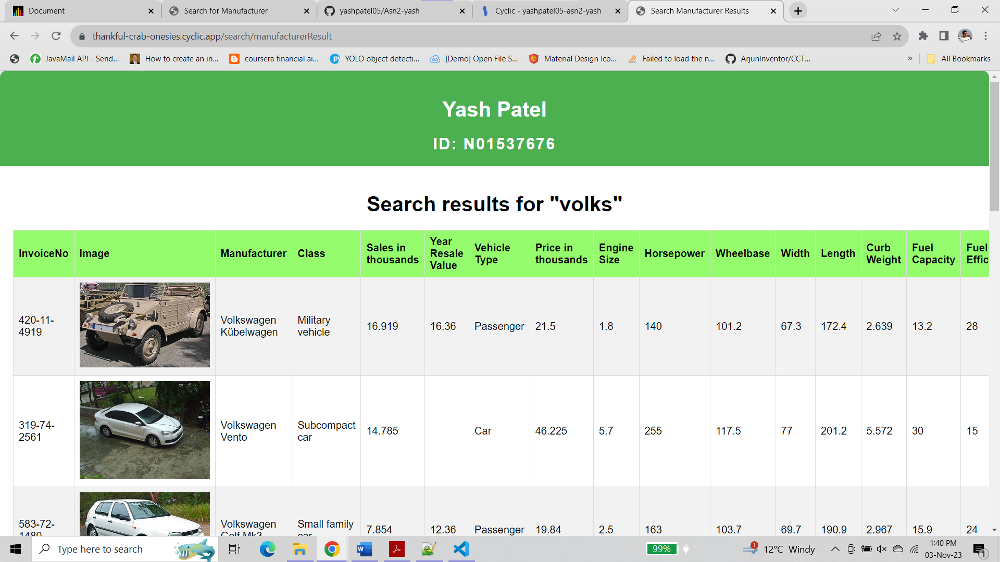 Document
Search for Manufacturer
yashpatel05/Asn2-yash
Cyclic - yashpatel05-asn2-yash
Search Manufacturer Results
thankful-crab-onesies.cyclic.app/search/manufacturerResult
JavaMail API - Send...
How to create an in...
coursera financial ai...
YOLO object detecti...
[Demo] Open File S...
Material Design Ico...
Failed to load the n...
ArjunInventor/CCT...
»
All Bookmarks
Yash Patel
ID: N01537676
Search results for "volks"
InvoiceNo Image Manufacturer Class Sales in thousands Year Resale Value Vehicle Type Price in thousands Engine Size Horsepower Wheelbase Width Length Curb Weight Fuel Capacity Fuel Effic
420-11-4919 Volkswagen Kübelwagen Military vehicle 16.919 16.36 Passenger 21.5 1.8 140 101.2 67.3 172.4 2.639 13.2 28
319-74-2561 Volkswagen Vento Subcompact car 14.785 Car 46.225 5.7 255 117.5 77 201.2 5.572 30 15
583-72-1480 Volkswagen Golf Mk3 Small family car 7.854 12.36 Passenger 19.84 2.5 163 103.7 69.7 190.9 2.967 15.9 24
Type here to search
99%
1
12°C Windy
1:40 PM
03-Nov-23
1